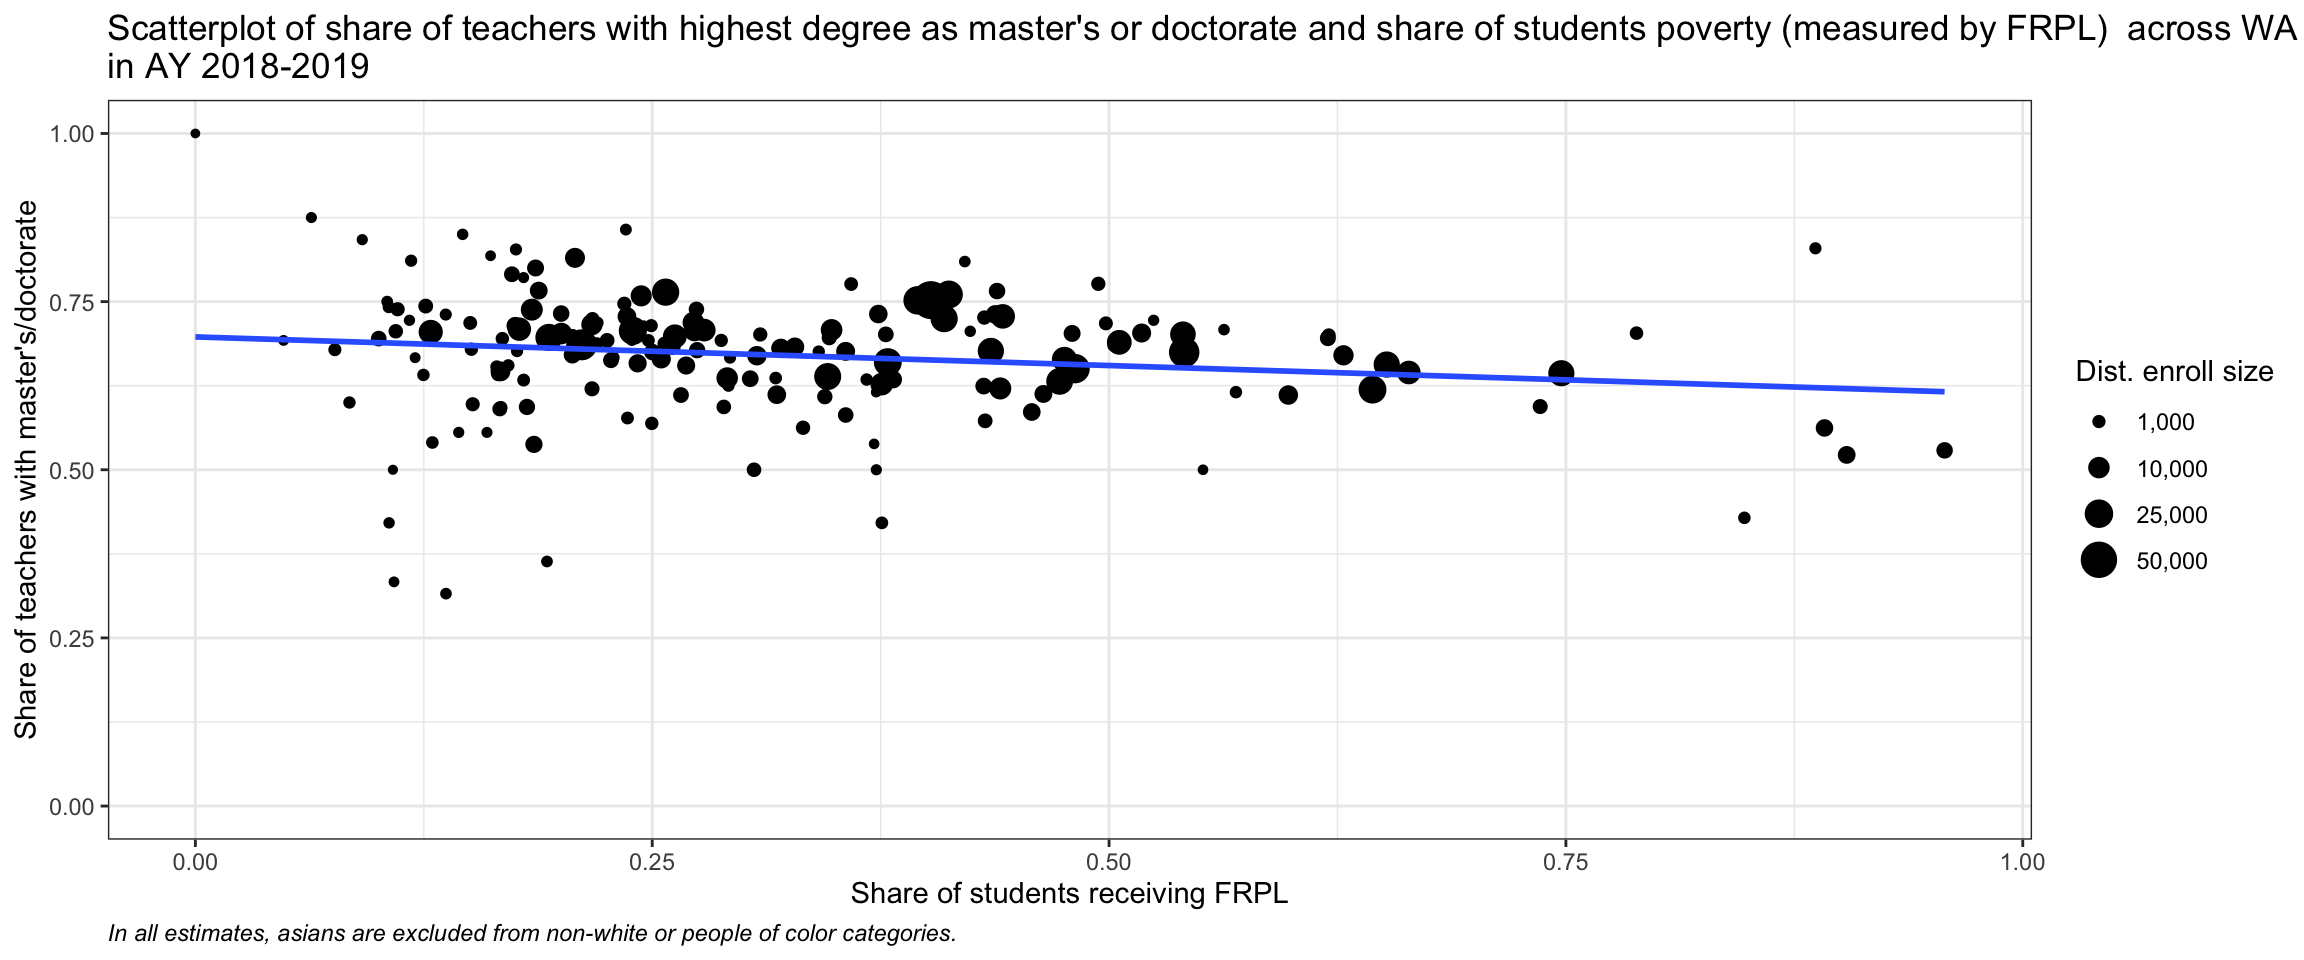 Scatterplot of share of teachers with highest degree as master's or doctorate and share of students poverty (measured by FRPL)  across WA
in AY 2018-2019
Share of teachers with master's/doctorate
1.00
0.75
0.50
0.25
0.00
0.00 0.25 0.50 0.75 1.00
Share of students receiving FRPL
Dist. enroll size
1,000
10,000
25,000
50,000
In all estimates, asians are excluded from non-white or people of color categories.